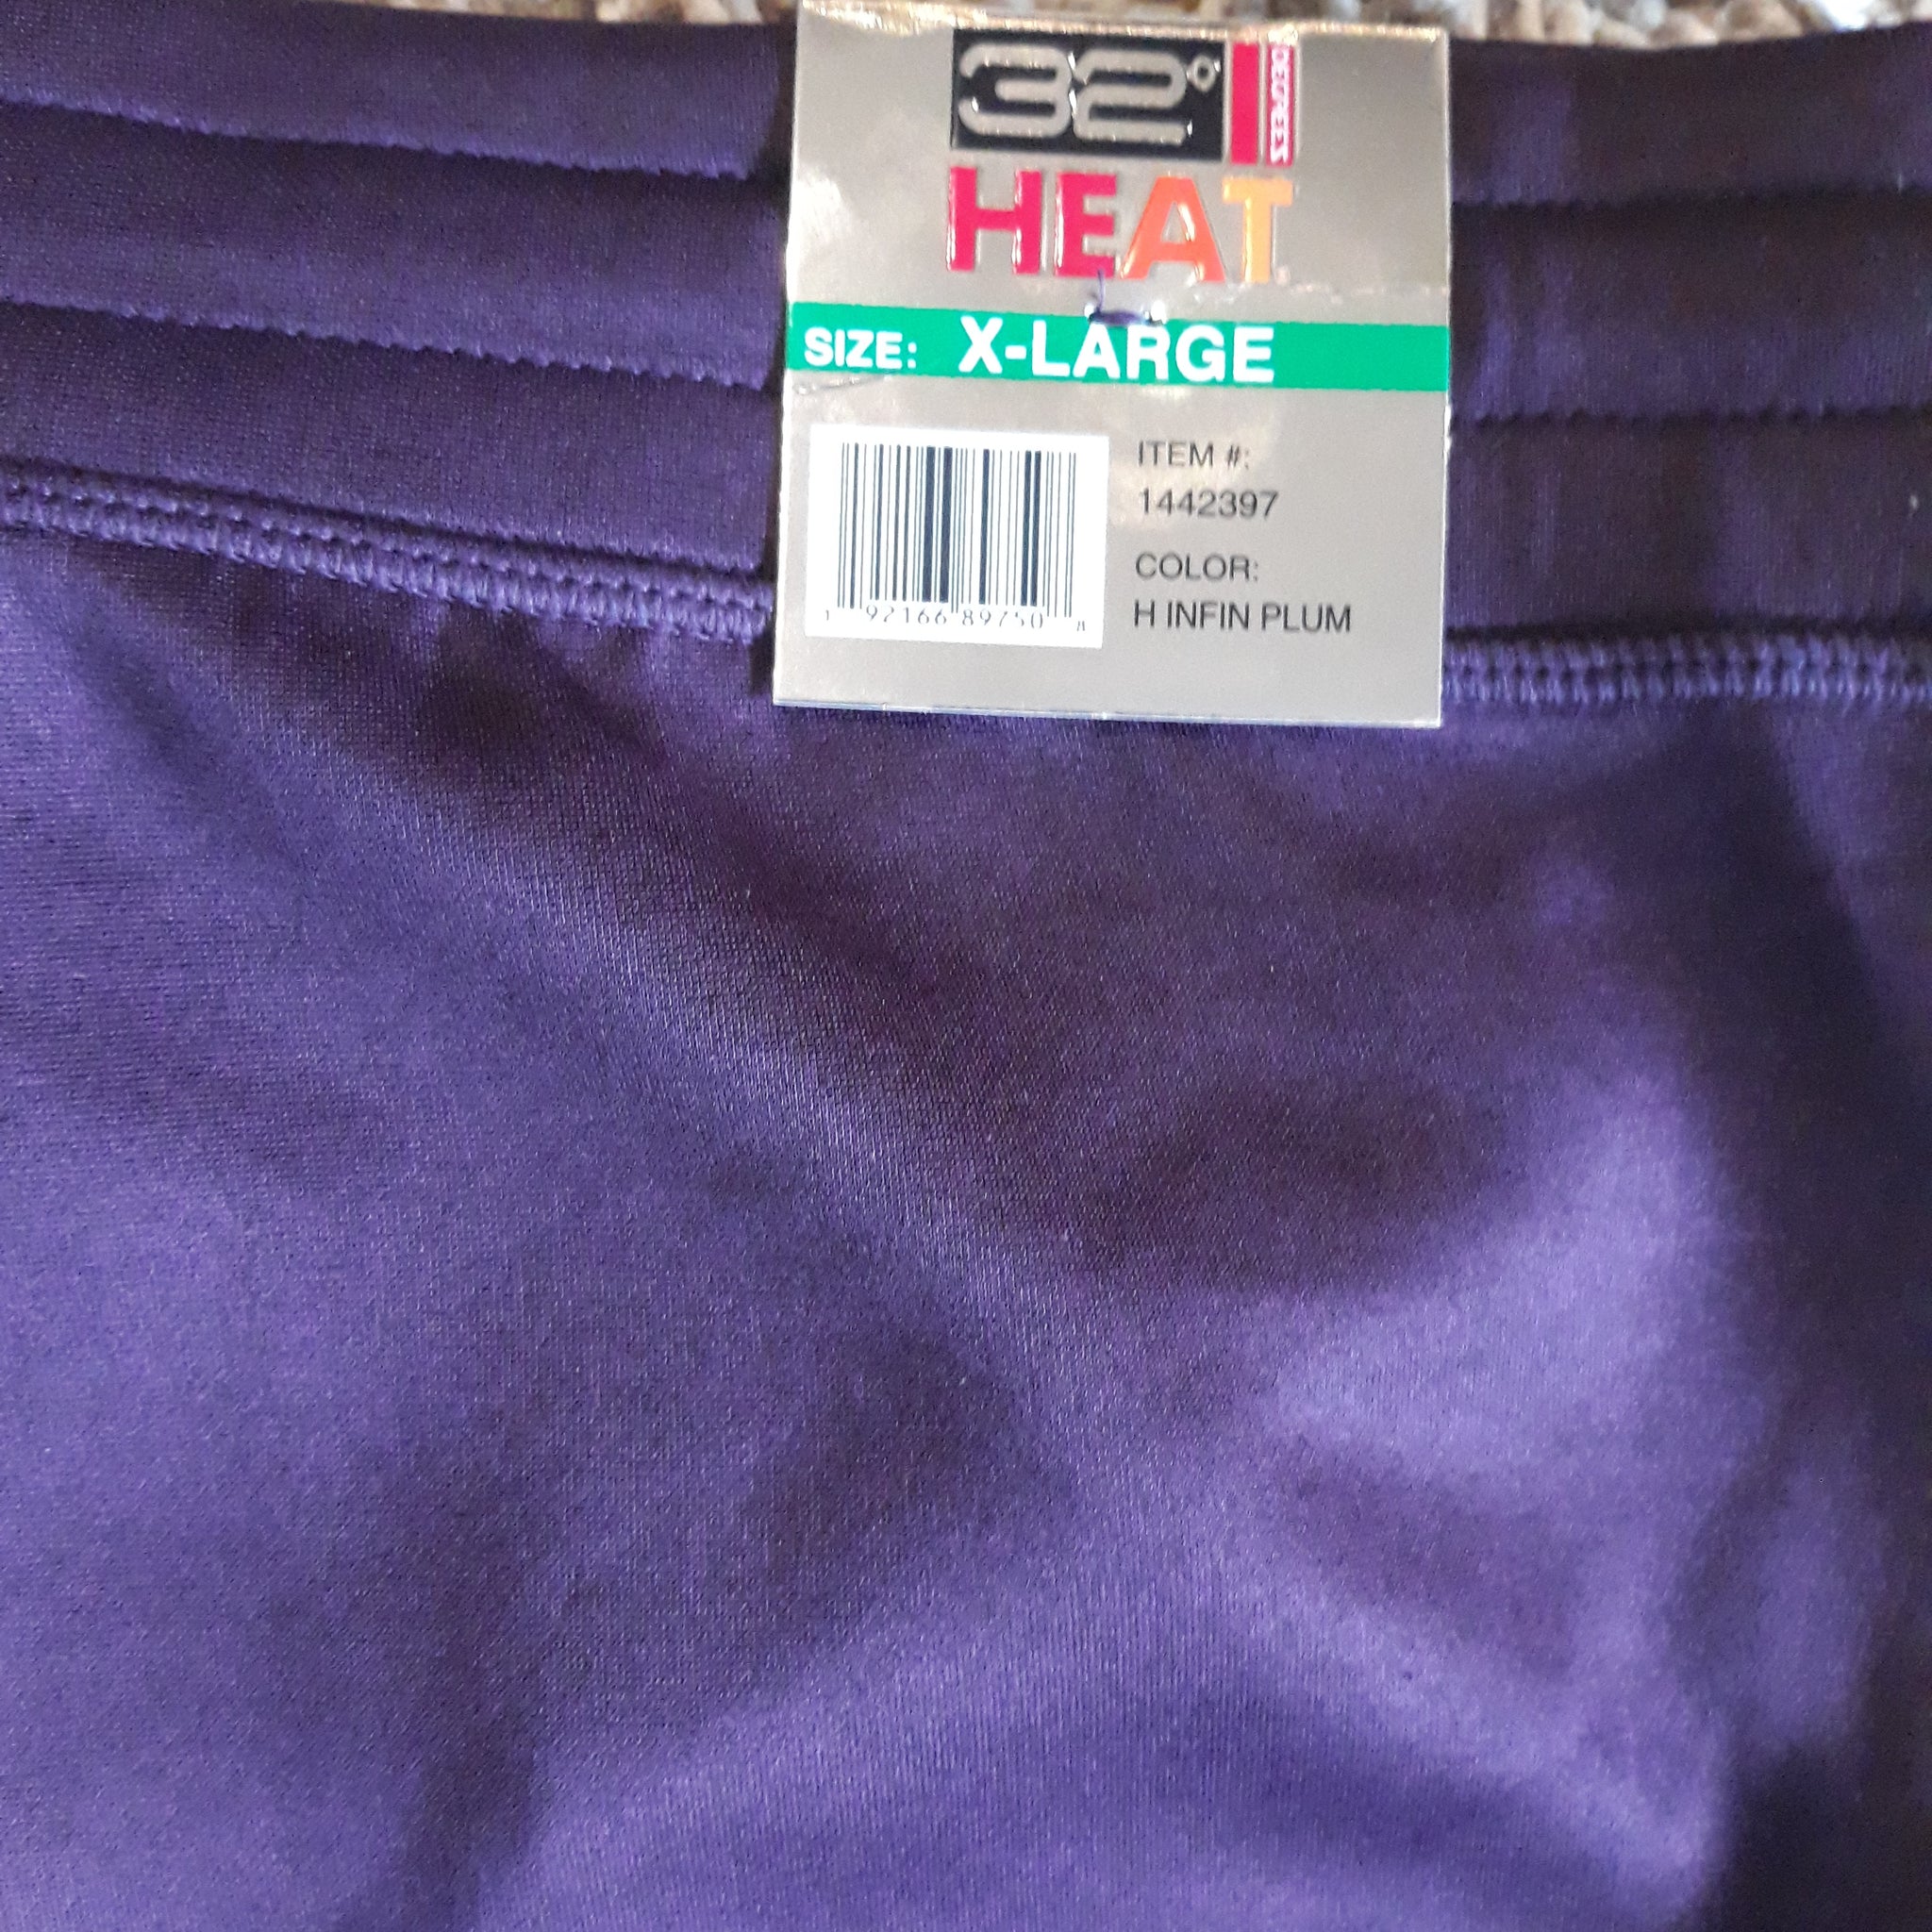 32°
DEGREES
HEAT
SIZE: X-LARGE
ITEM #:
1442397
COLOR:
H INFIN PLUM
1 92166 89750 8